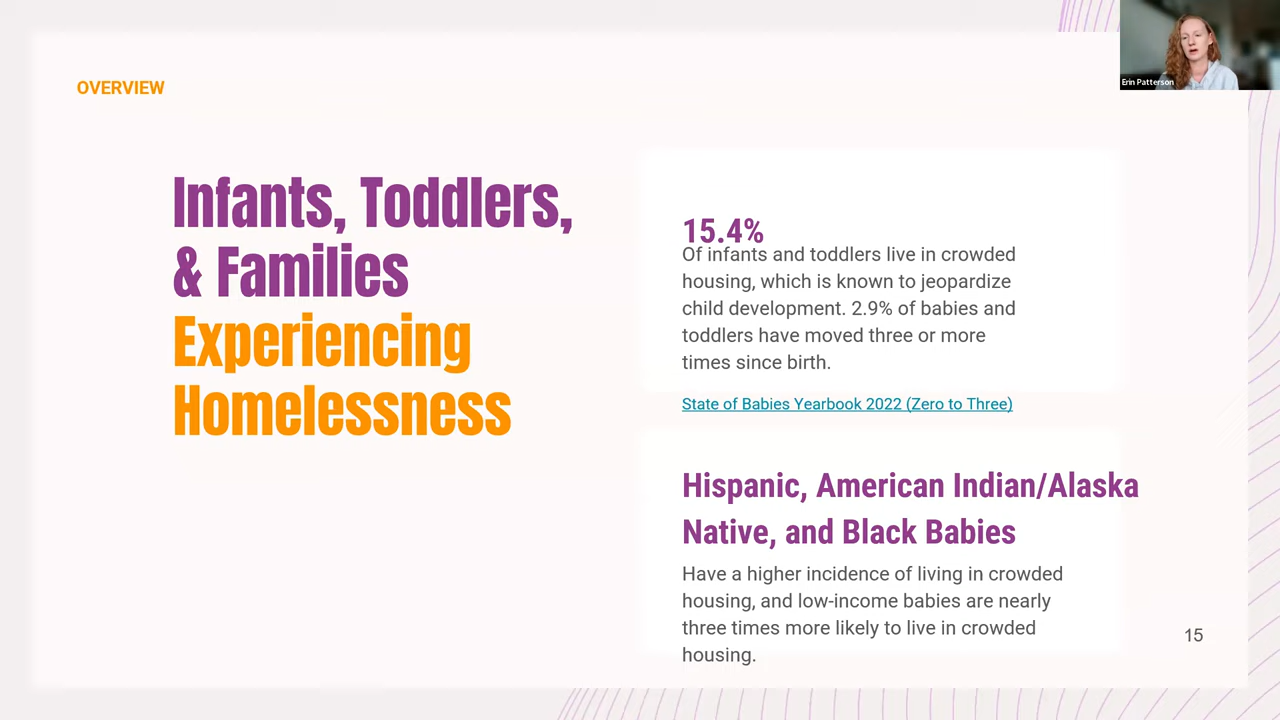 Erin Patterson
OVERVIEW
Infants, Toddlers,
& Families
Experiencing
Homelessness
15.4%
Of infants and toddlers live in crowded
housing, which is known to jeopardize
child development. 2.9% of babies and
toddlers have moved three or more
times since birth.
State of Babies Yearbook 2022 (Zero to Three)
Hispanic, American Indian/Alaska
Native, and Black Babies
Have a higher incidence of living in crowded
housing, and low-income babies are nearly
three times more likely to live in crowded
housing.
15